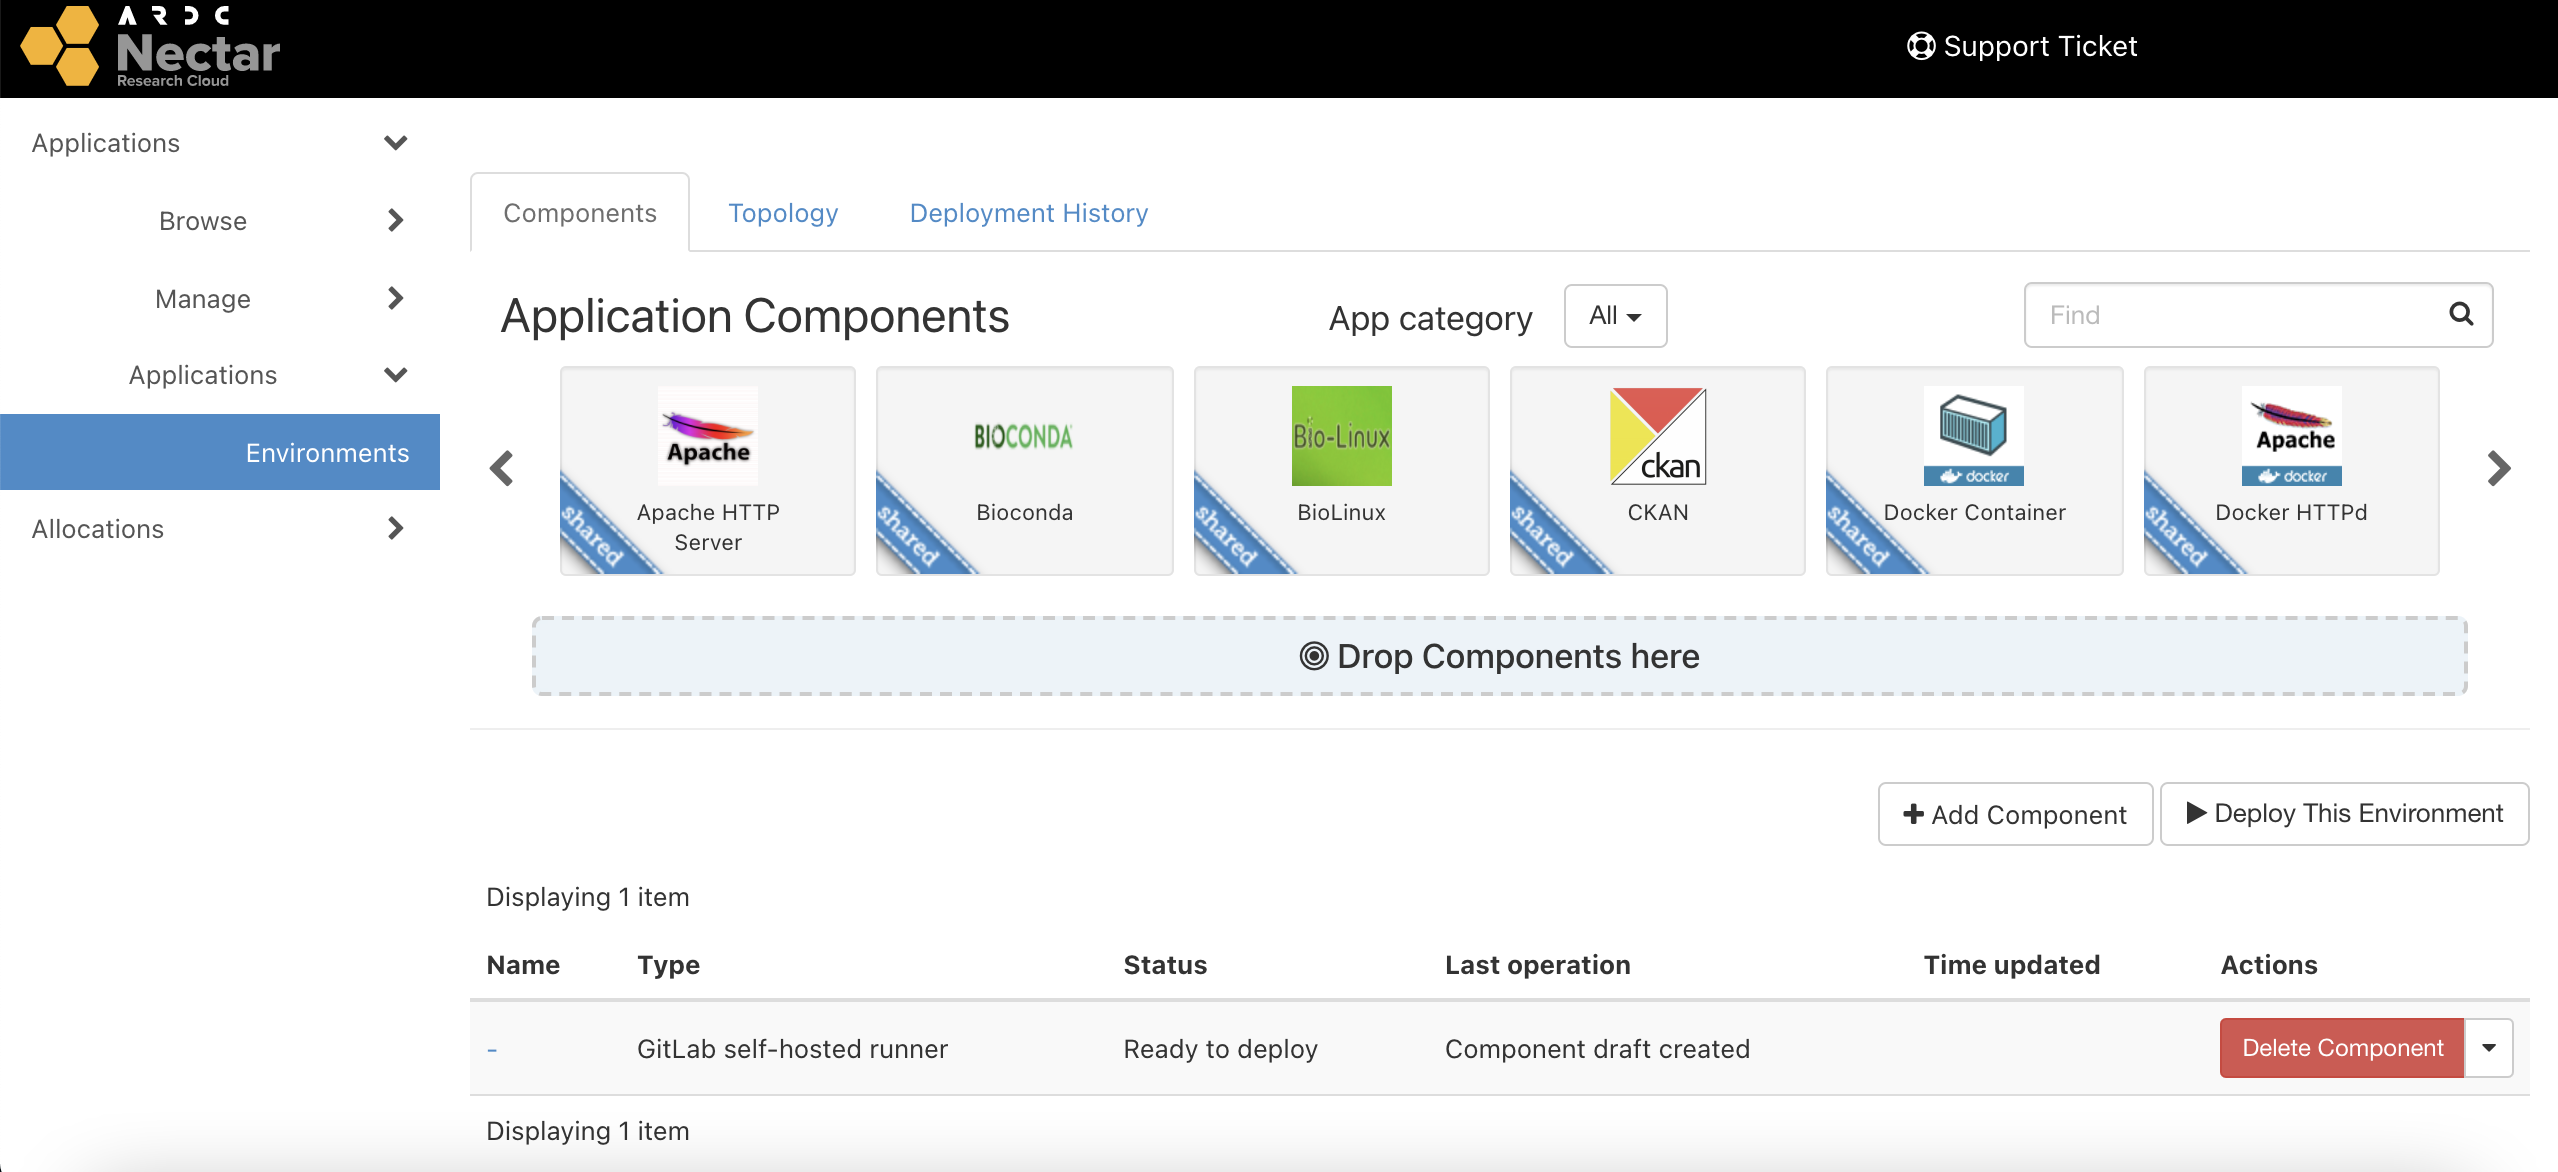 ARDC
Nectar
Research Cloud
Support Ticket
Applications
Browse
Manage
Applications
Environments
Allocations
Components
Topology
Deployment History
Application Components
App category
All
Find
Apache
shared
Apache HTTP
Server
BIOCONDA
shared
Bioconda
Bio-Linux
shared
BioLinux
ckan
shared
CKAN
docker
shared
Docker Container
Apache
docker
shared
Docker HTTPd
Drop Components here
Add Component
Deploy This Environment
Displaying 1 item
Name Type Status Last operation Time updated Actions
- GitLab self-hosted runner Ready to deploy Component draft created Delete Component
Displaying 1 item